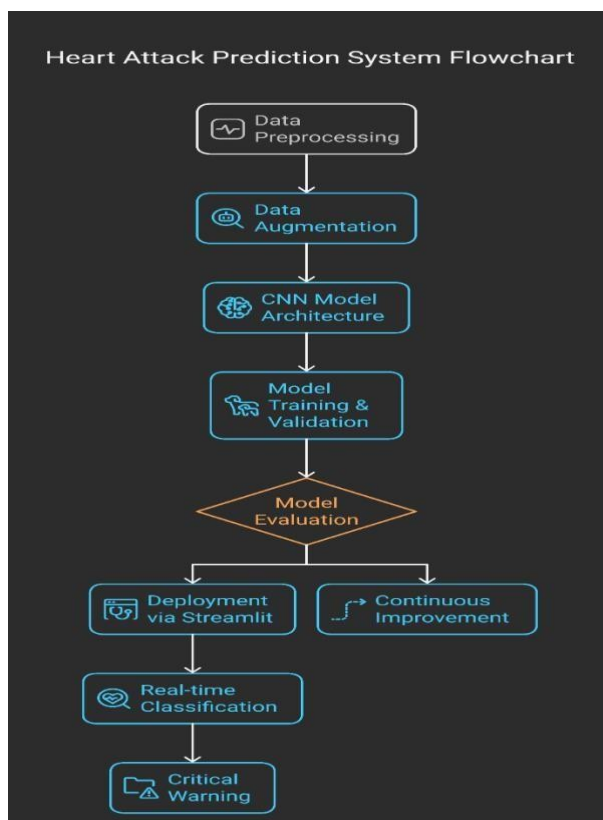 Heart Attack Prediction System Flowchart
Data
Preprocessing
Data
Augmentation
CNN Model
Architecture
Model
Training &
Validation
Model
Evaluation
Deployment
via Streamlit
Continuous
Improvement
Real-time
Classification
Critical
Warning